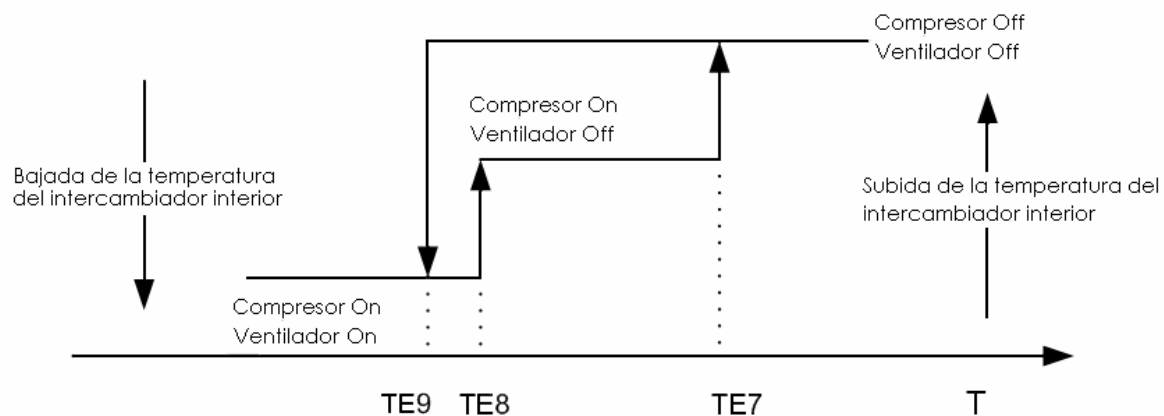 Compresor Off
Ventilador Off
Compresor On
Ventilador Off
Bajada de la temperatura
del intercambiador interior
Subida de la temperatura del
intercambiador interior
Compresor On
Ventilador On
TE9
TE8
TE7
T